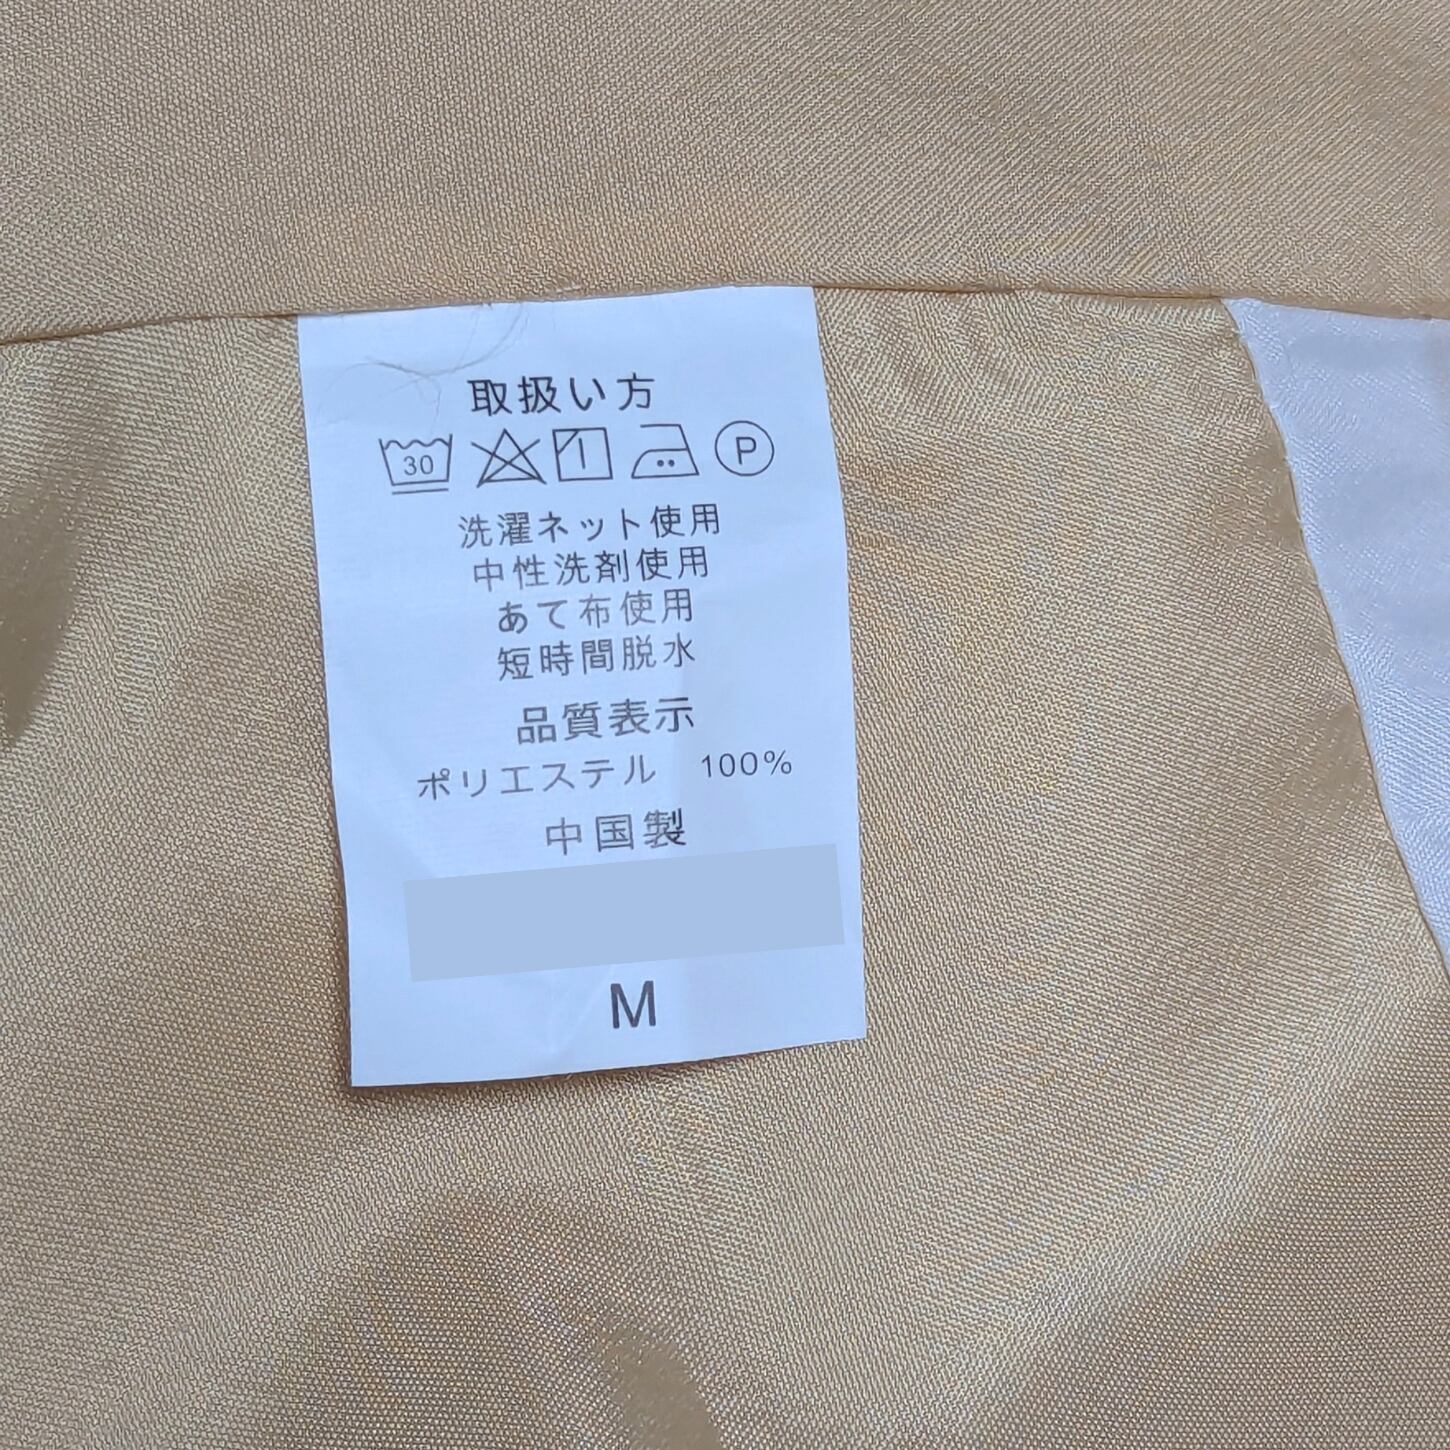 取扱い方
30 P
洗濯ネット使用
中性洗剤使用
あて布使用
短時間脱水
品質表示
ポリエステル 100%
中国製
M